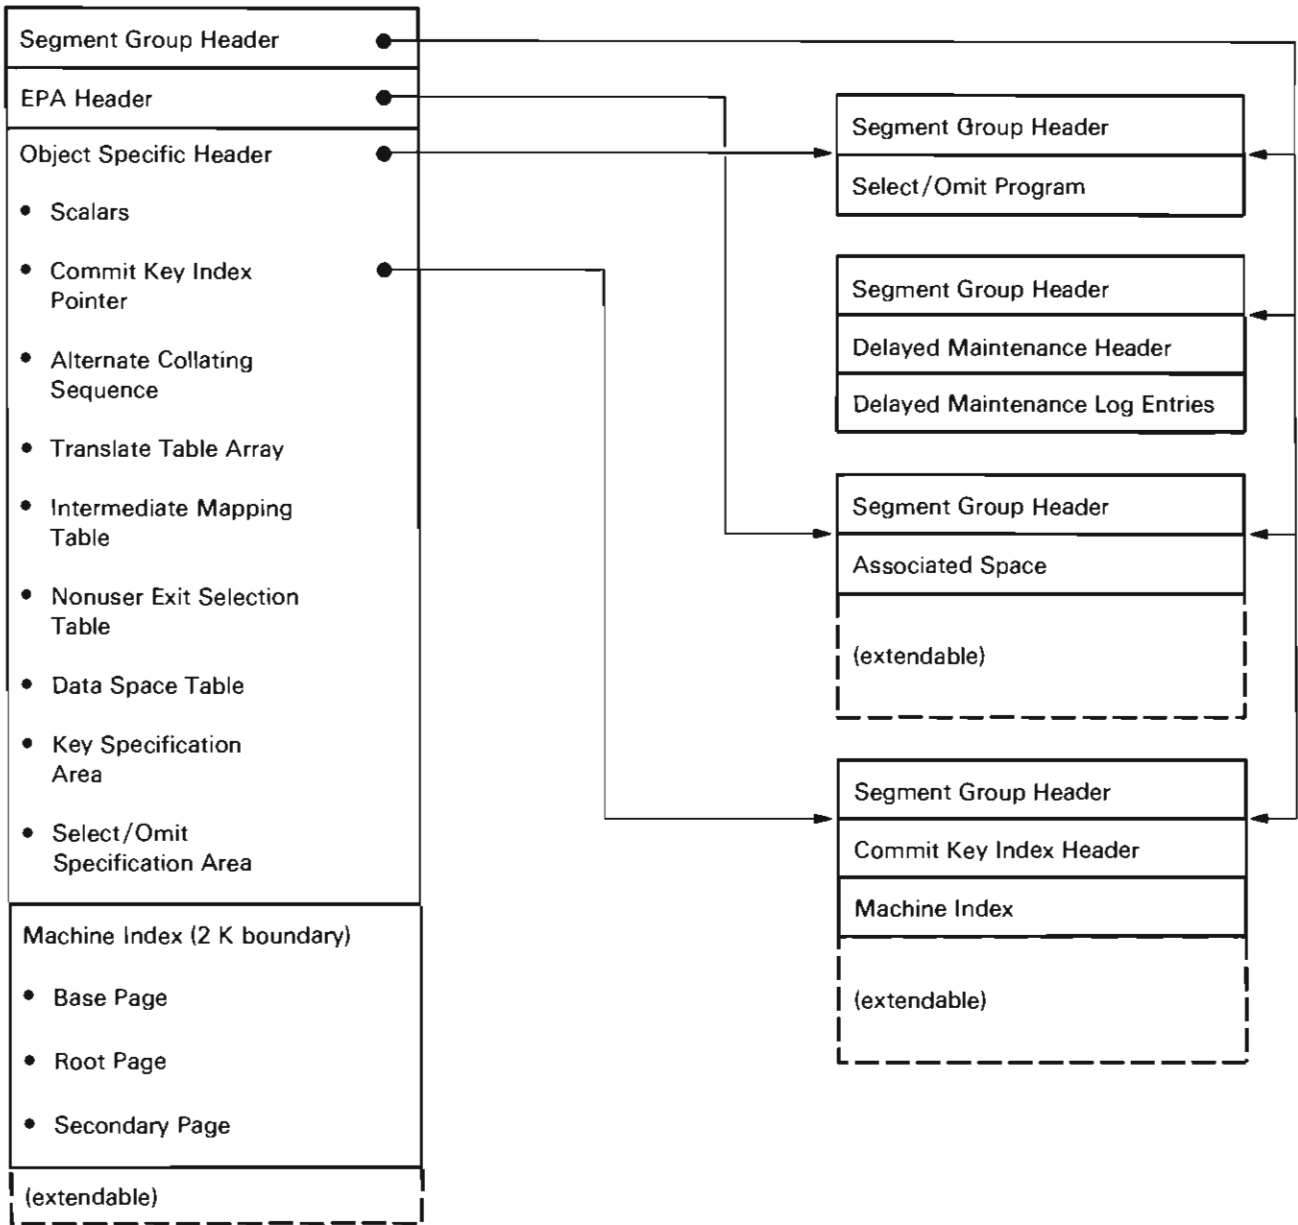 Segment Group Header
EPA Header
Object Specific Header
• Scalars
• Commit Key Index
Pointer
• Alternate Collating
Sequence
• Translate Table Array
• Intermediate Mapping
Table
• Nonuser Exit Selection
Table
• Data Space Table
• Key Specification
Area
• Select/Omit
Specification Area
Machine Index (2 K boundary)
• Base Page
• Root Page
• Secondary Page
(extendable)
Segment Group Header
Select/Omit Program
Segment Group Header
Delayed Maintenance Header
Delayed Maintenance Log Entries
Segment Group Header
Associated Space
(extendable)
Segment Group Header
Commit Key Index Header
Machine Index
(extendable)